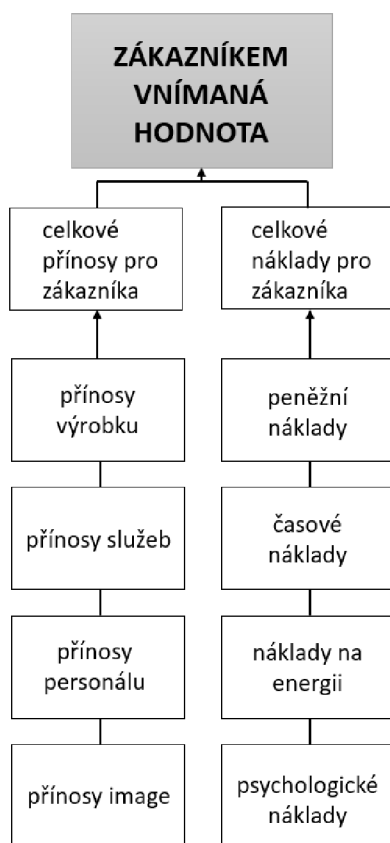 ZÁKAZNÍKEM
VNÍMANÁ
HODNOTA
celkové
přínosy pro
zákazníka
celkové
náklady pro
zákazníka
přínosy
výrobku
peněžní
náklady
přínosy služeb
časové
náklady
přínosy
personálu
náklady na
energii
přínosy image
psychologické
náklady